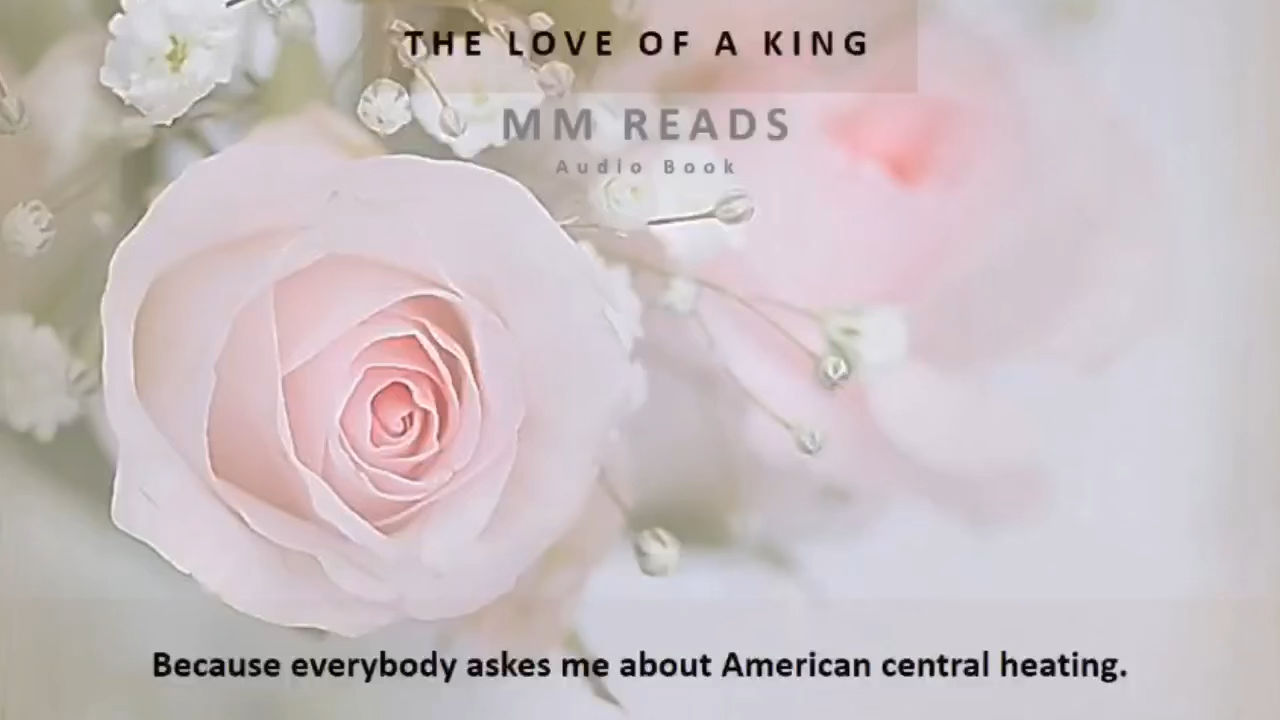 THE LOVE OF A KING
MM READS
Audio Book
Because everybody askes me about American central heating.